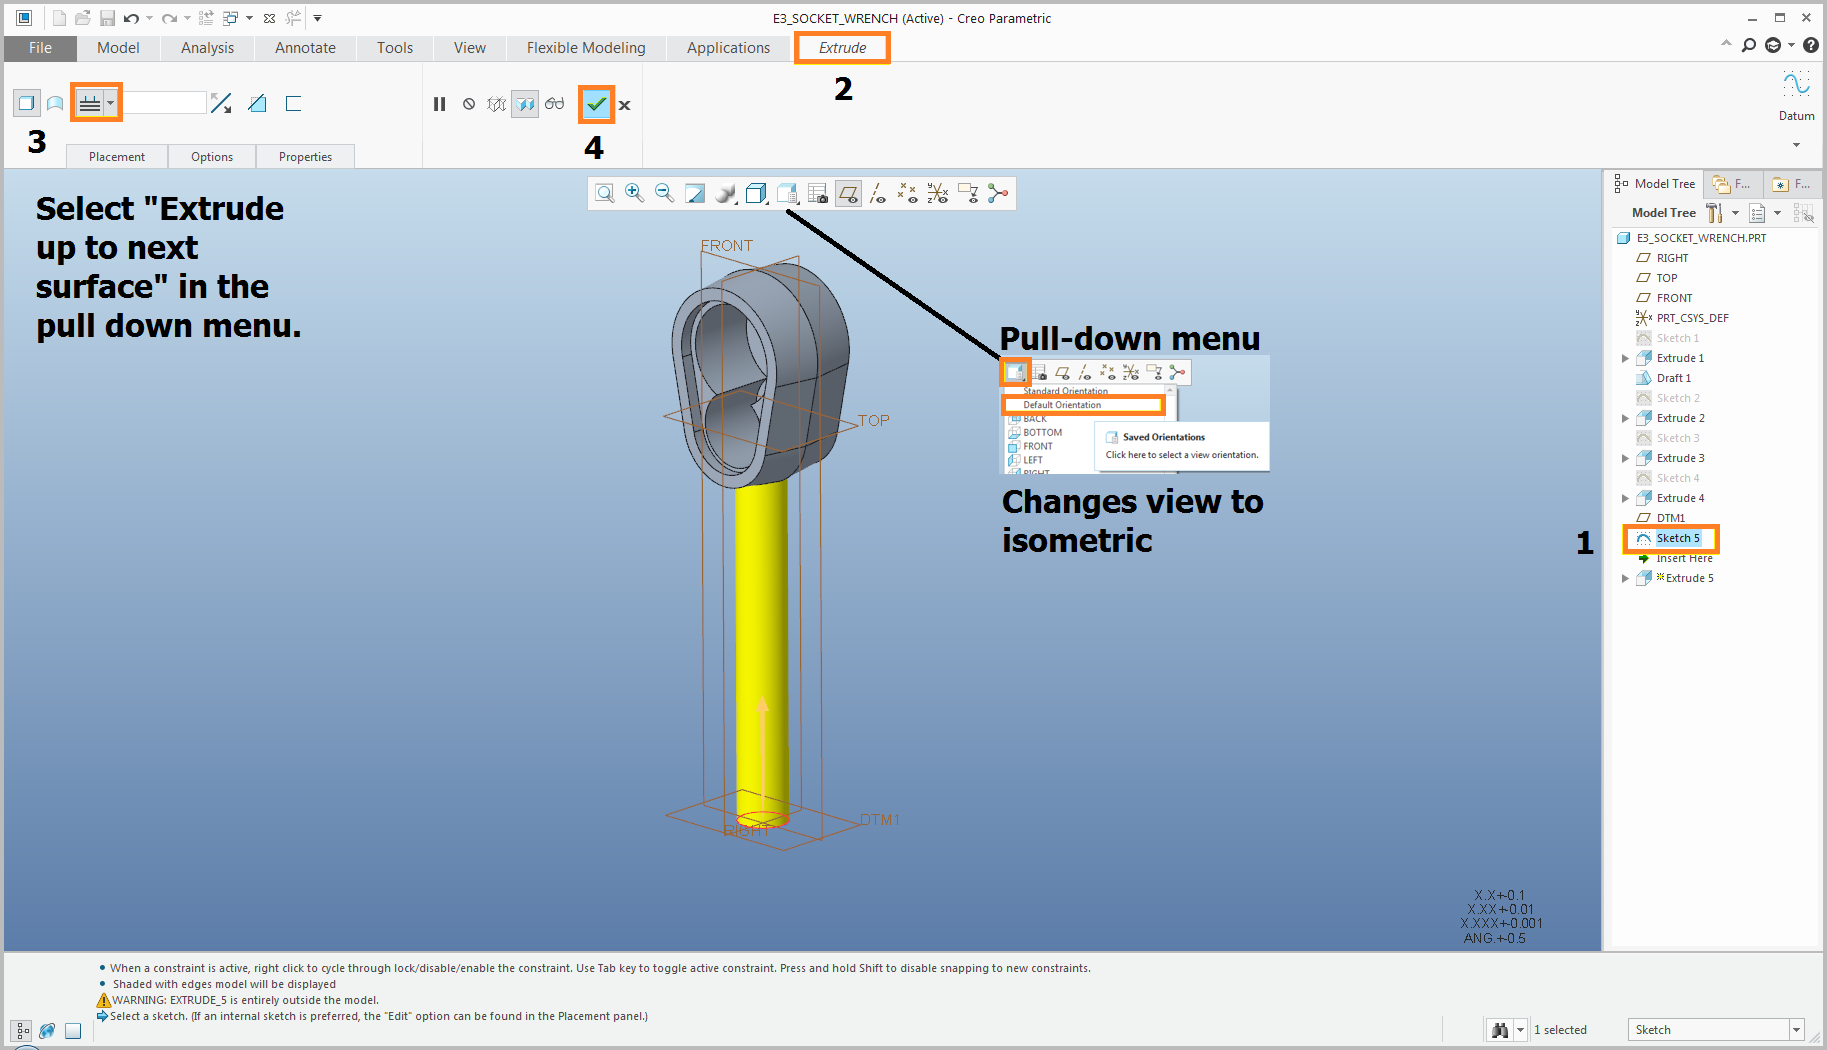 E3_SOCKET_WRENCH (Active) - Creo Parametric
File Model Analysis Annotate Tools View Flexible Modeling Applications Extrude
2
3
4
Datum
Placement Options Properties
Select "Extrude
up to next
surface" in the
pull down menu.
FRONT
TOP
RIGHT
DTM1
Pull-down menu
Standard Orientation
Default Orientation
BACK
BOTTOM
FRONT
LEFT
RIGHT
Saved Orientations
Click here to select a view orientation.
Changes view to
isometric
1
Model Tree F... F...
Model Tree
E3_SOCKET_WRENCH.PRT
RIGHT
TOP
FRONT
PRT_CSYS_DEF
Sketch 1
Extrude 1
Draft 1
Sketch 2
Extrude 2
Sketch 3
Extrude 3
Sketch 4
Extrude 4
DTM1
Sketch 5
Insert Here
※Extrude 5
X.X+-0.1
X.XX+-0.01
X.XXX+-0.001
ANG.+-0.5
• When a constraint is active, right click to cycle through lock/disable/enable the constraint. Use Tab key to toggle active constraint. Press and hold Shift to disable snapping to new constraints.
• Shaded with edges model will be displayed
WARNING: EXTRUDE_5 is entirely outside the model.
Select a sketch. (If an internal sketch is preferred, the "Edit" option can be found in the Placement panel.)
1 selected
Sketch